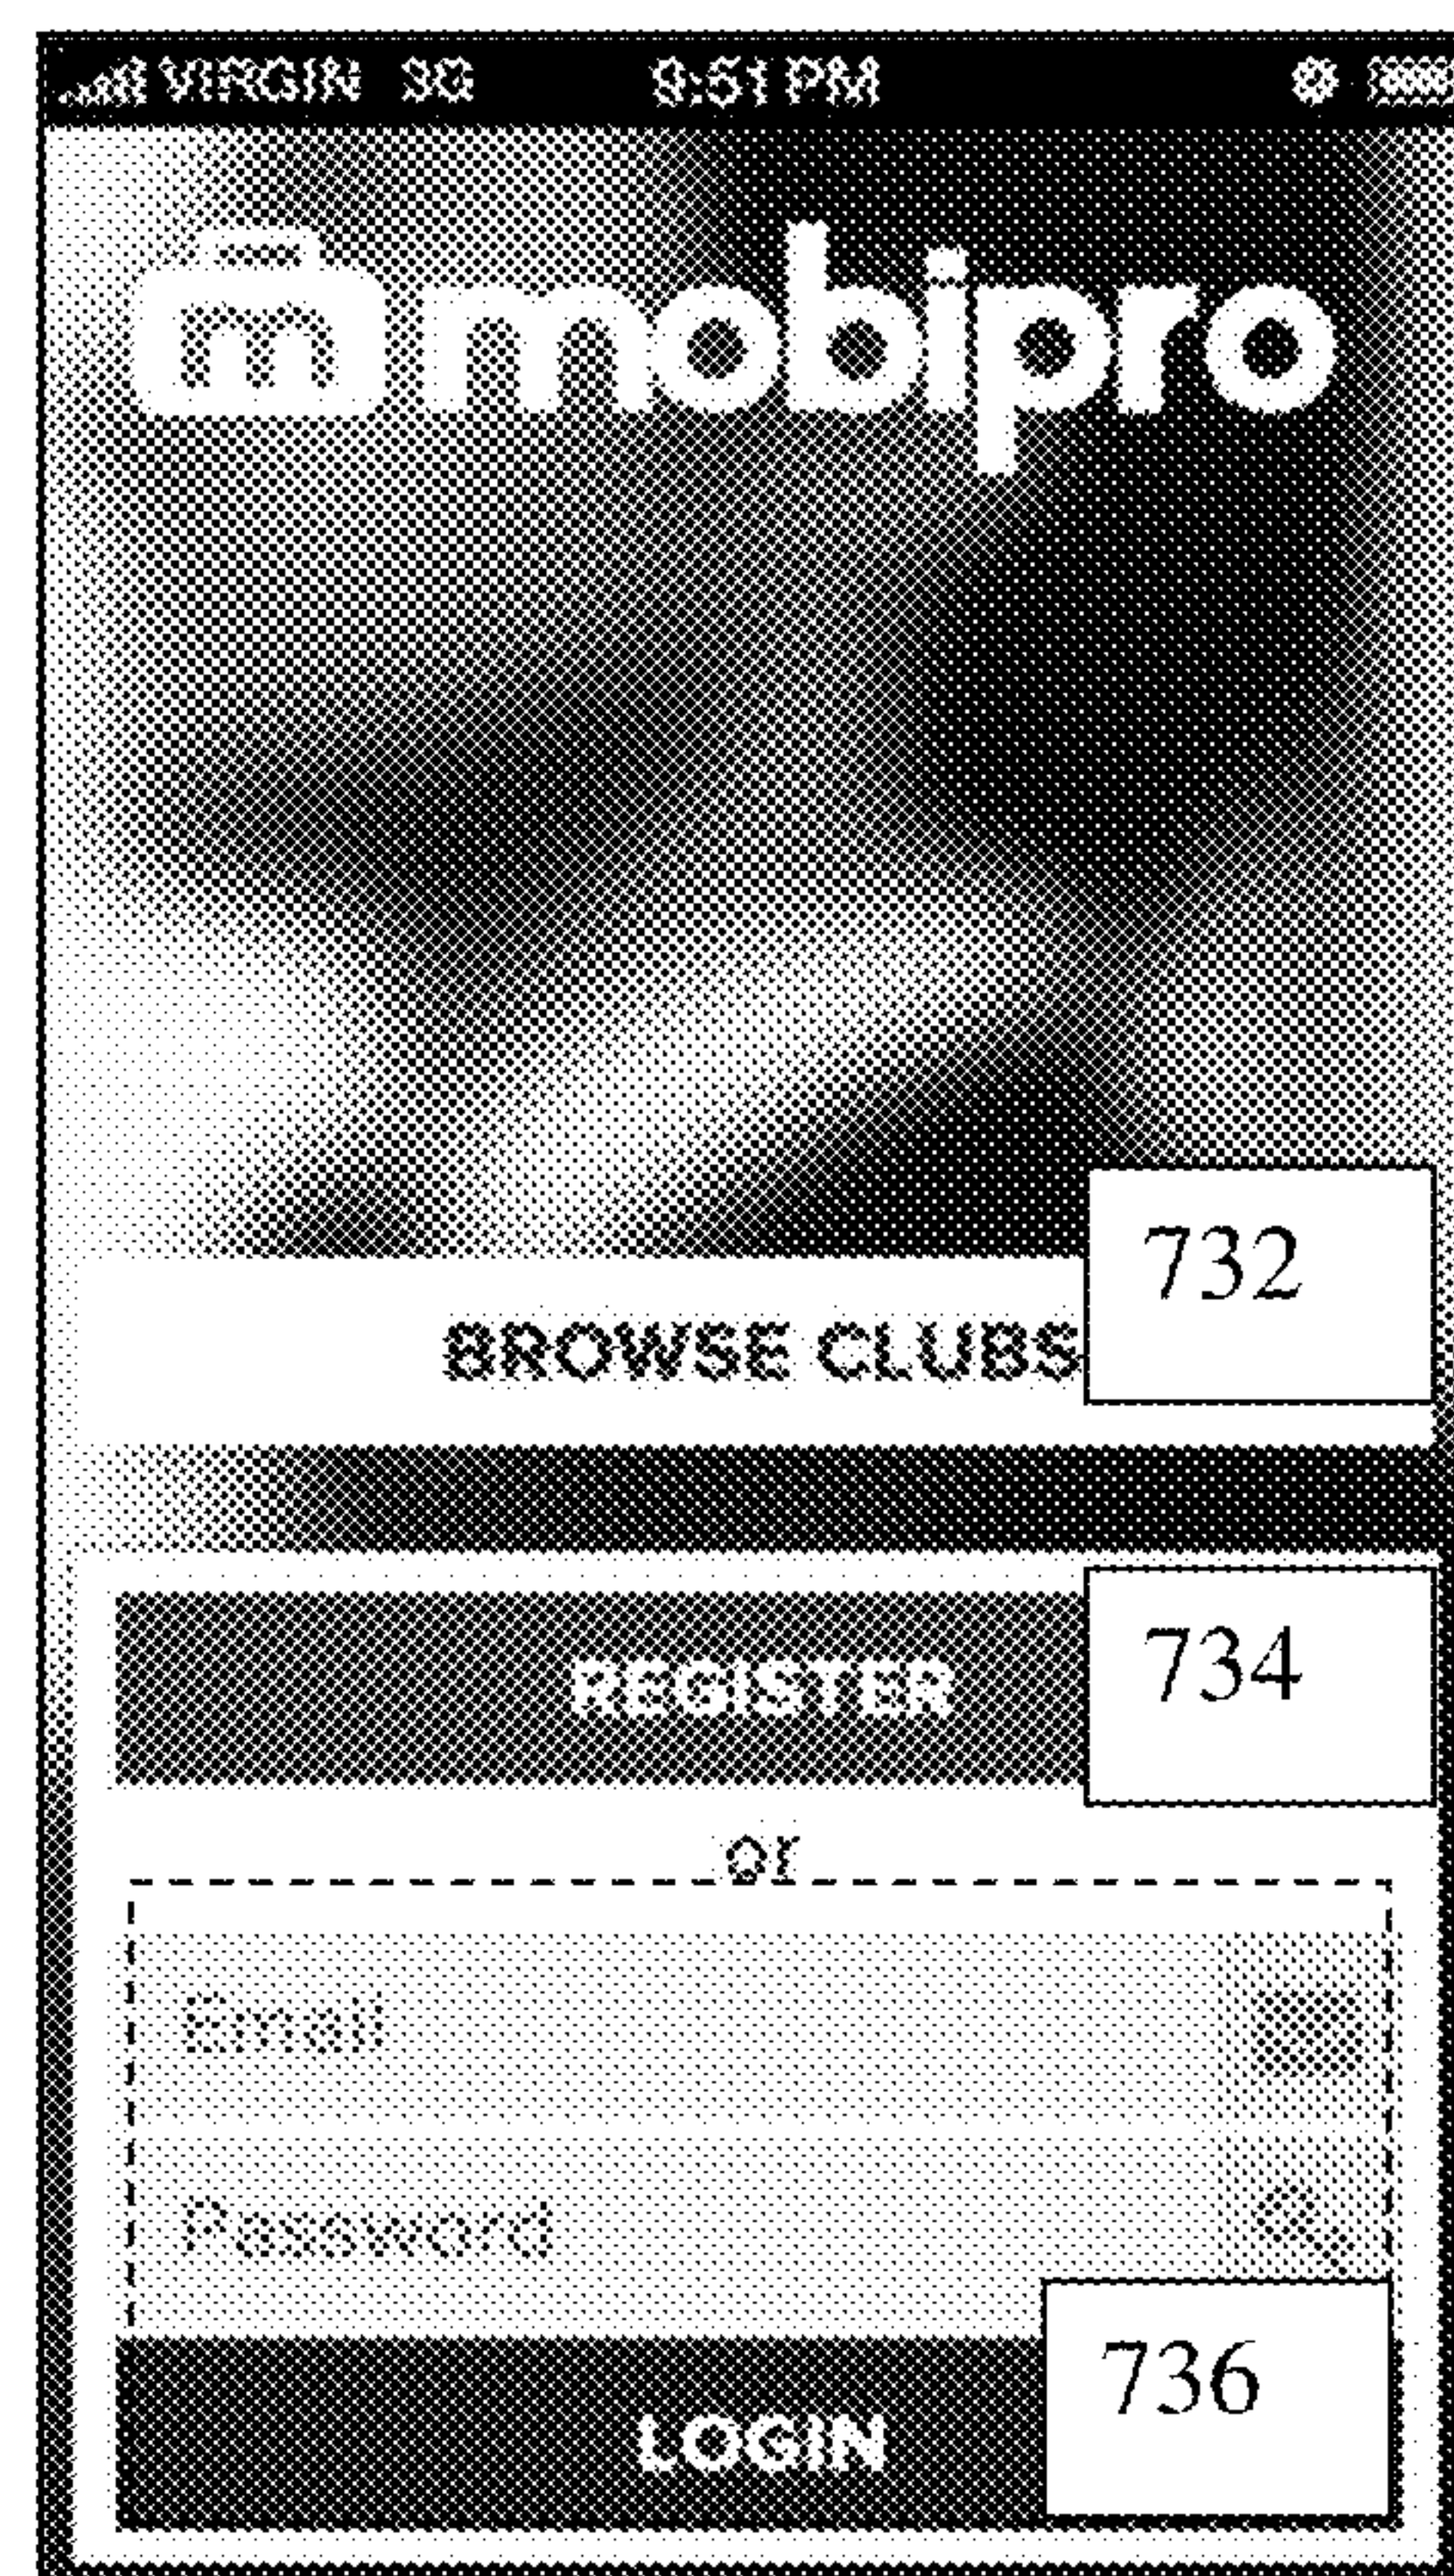 VIRGIN 3G 9:51 PM
m mobipro
732
BROWSE CLUBS
734
REGISTER
or
Email
Password
736
LOGIN